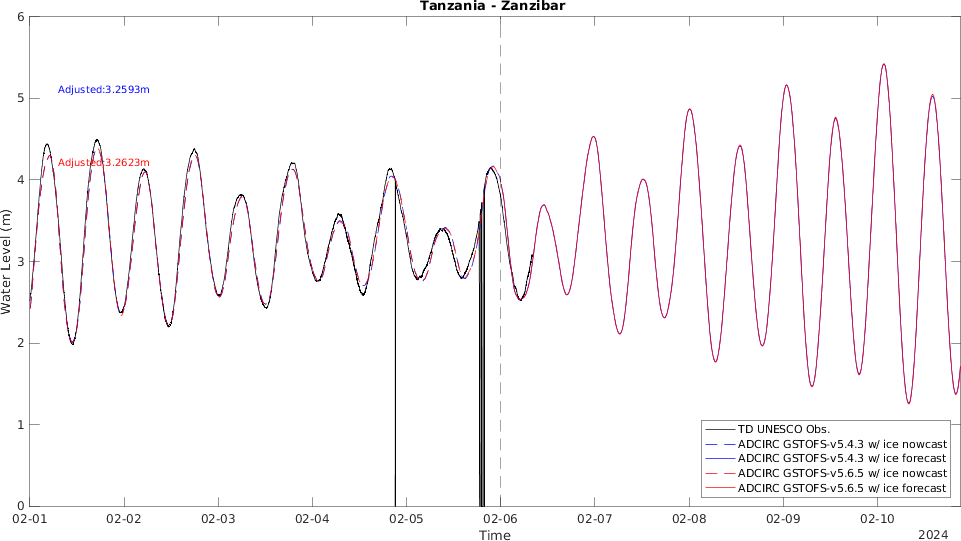 Tanzania - Zanzibar
Water Level (m)
6
5
4
3
2
1
0
Adjusted:3.2593m
Adjusted:3.2623m
TD UNESCO Obs.
ADCIRC GSTOFS-v5.4.3 w/ ice nowcast
ADCIRC GSTOFS-v5.4.3 w/ ice forecast
ADCIRC GSTOFS-v5.6.5 w/ ice nowcast
ADCIRC GSTOFS-v5.6.5 w/ ice forecast
02-01 02-02 02-03 02-04 02-05 02-06 02-07 02-08 02-09 02-10
Time
2024